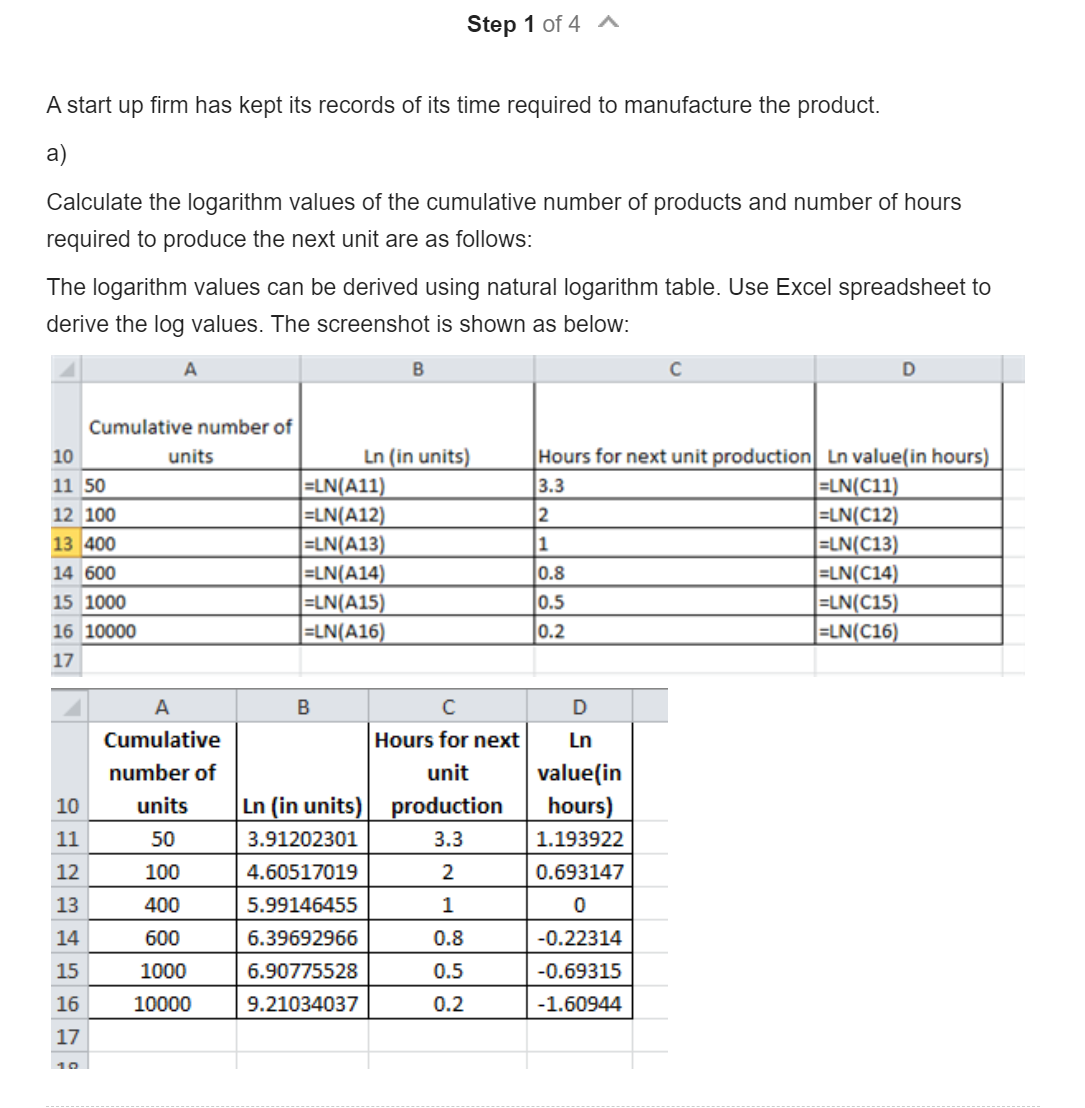 Step 1 of 4
A start up firm has kept its records of its time required to manufacture the product.
a)
Calculate the logarithm values of the cumulative number of products and number of hours
required to produce the next unit are as follows:
The logarithm values can be derived using natural logarithm table. Use Excel spreadsheet to
derive the log values. The screenshot is shown as below:
A B C D
Cumulative number of
10 units Ln (in units) Hours for next unit production Ln value(in hours)
11 50 =LN(A11) 3.3 =LN(C11)
12 100 =LN(A12) 2 =LN(C12)
13 400 =LN(A13) 1 =LN(C13)
14 600 =LN(A14) 0.8 =LN(C14)
15 1000 =LN(A15) 0.5 =LN(C15)
16 10000 =LN(A16) 0.2 =LN(C16)
17
A B C D
Cumulative Hours for next Ln
number of unit value(in
10 units Ln (in units) production hours)
11 50 3.91202301 3.3 1.193922
12 100 4.60517019 2 0.693147
13 400 5.99146455 1 0
14 600 6.39692966 0.8 -0.22314
15 1000 6.90775528 0.5 -0.69315
16 10000 9.21034037 0.2 -1.60944
17